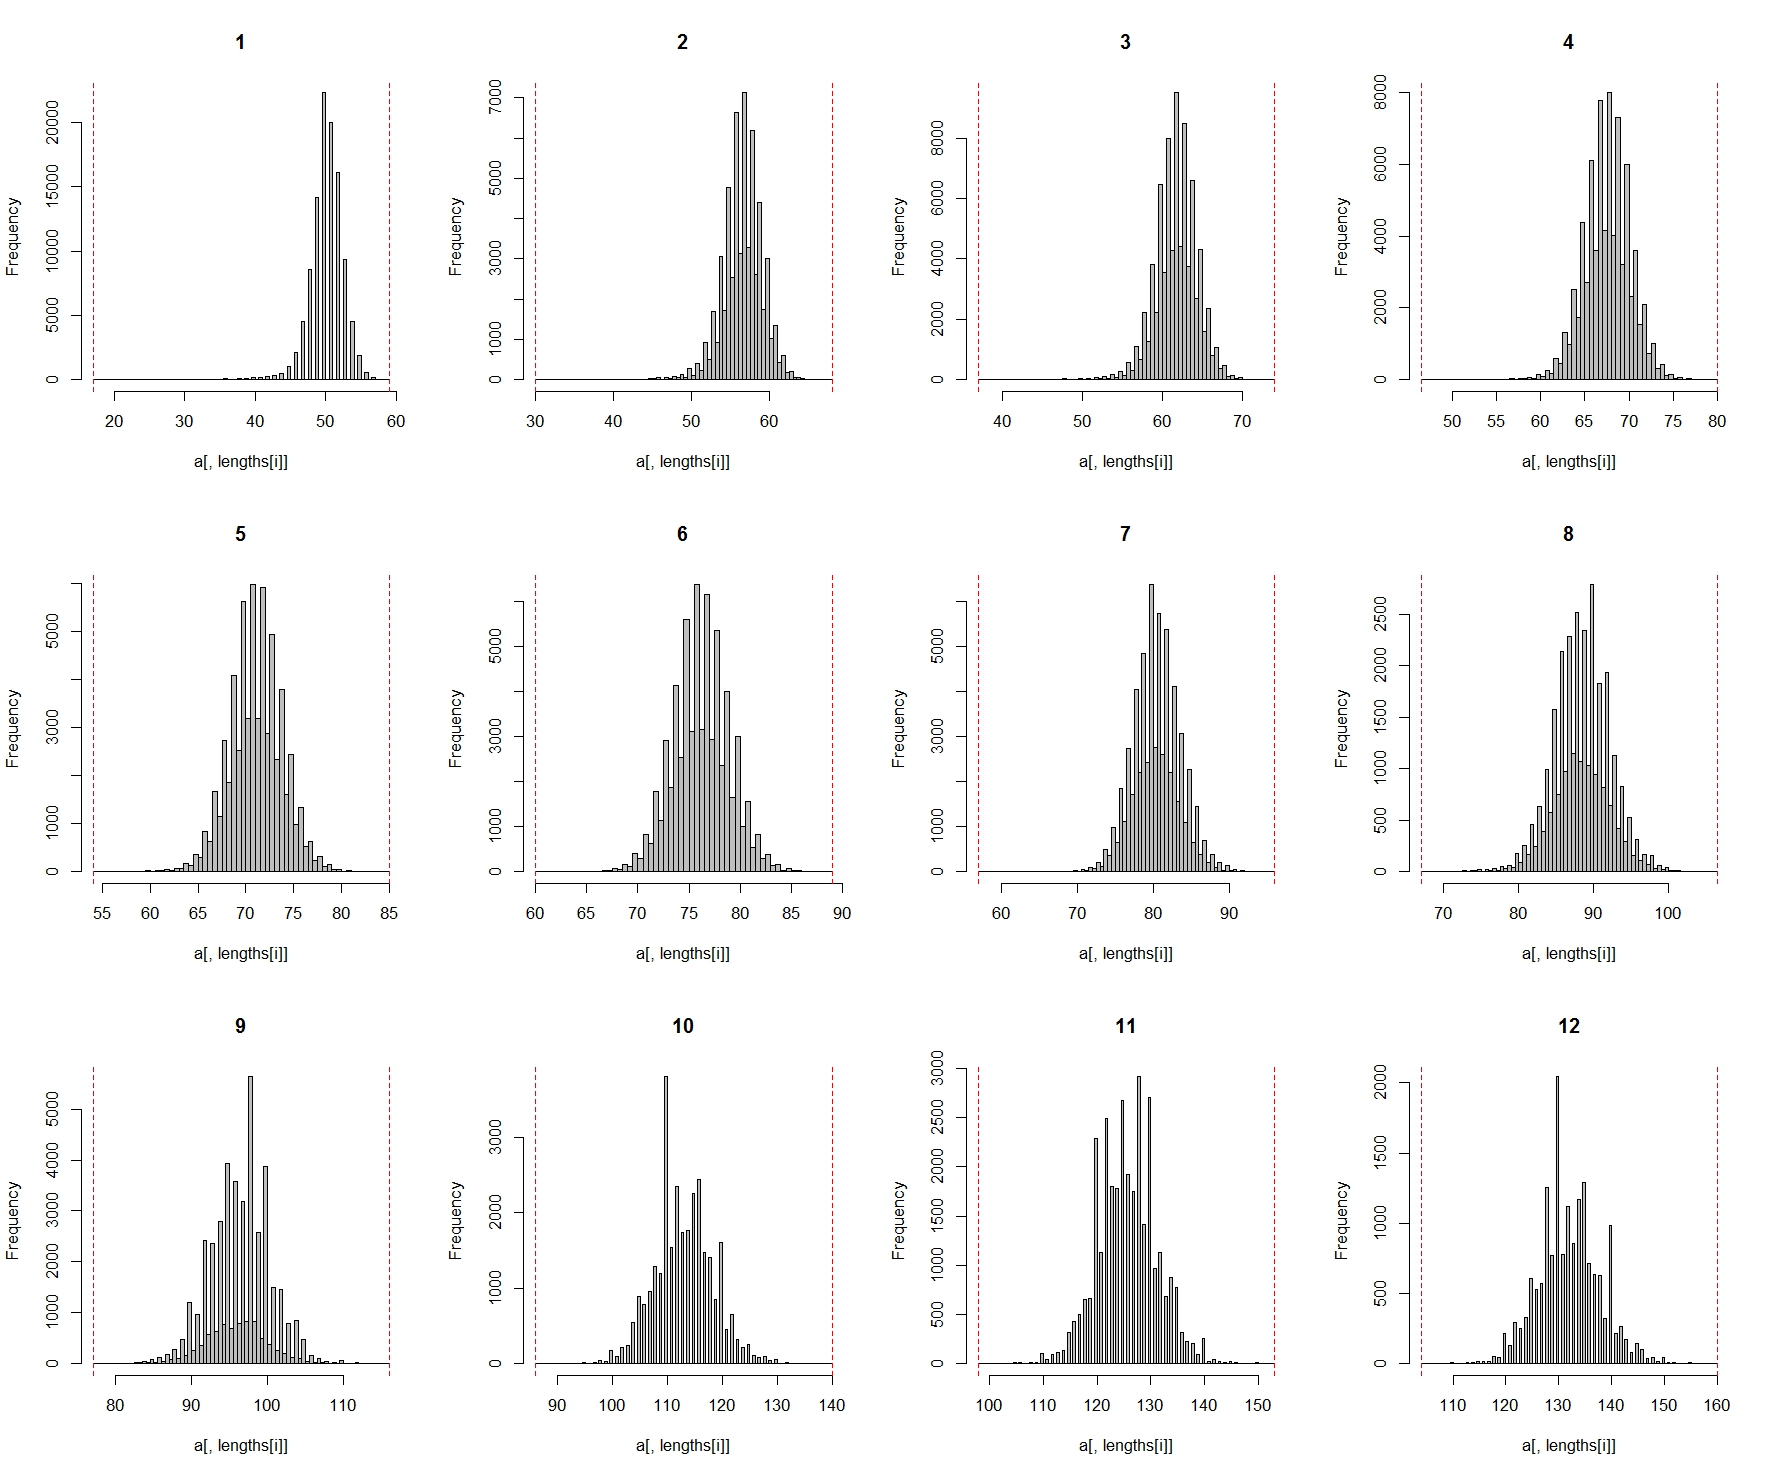 1
Frequency
0 5000 10000 15000 20000
20 30 40 50 60
a[, lengths[i]]
2
Frequency
0 1000 3000 5000 7000
30 40 50 60
a[, lengths[i]]
3
Frequency
0 2000 4000 6000 8000
40 50 60 70
a[, lengths[i]]
4
Frequency
0 2000 4000 6000 8000
50 55 60 65 70 75 80
a[, lengths[i]]
5
Frequency
0 1000 3000 5000
55 60 65 70 75 80 85
a[, lengths[i]]
6
Frequency
0 1000 3000 5000
60 65 70 75 80 85 90
a[, lengths[i]]
7
Frequency
0 1000 3000 5000
60 70 80 90
a[, lengths[i]]
8
Frequency
0 500 1000 1500 2000 2500
70 80 90 100
a[, lengths[i]]
9
Frequency
0 1000 2000 3000 4000 5000
80 90 100 110
a[, lengths[i]]
10
Frequency
0 1000 2000 3000
90 100 110 120 130 140
a[, lengths[i]]
11
Frequency
0 500 1000 1500 2000 2500 3000
100 110 120 130 140 150
a[, lengths[i]]
12
Frequency
0 500 1000 1500 2000
110 120 130 140 150 160
a[, lengths[i]]